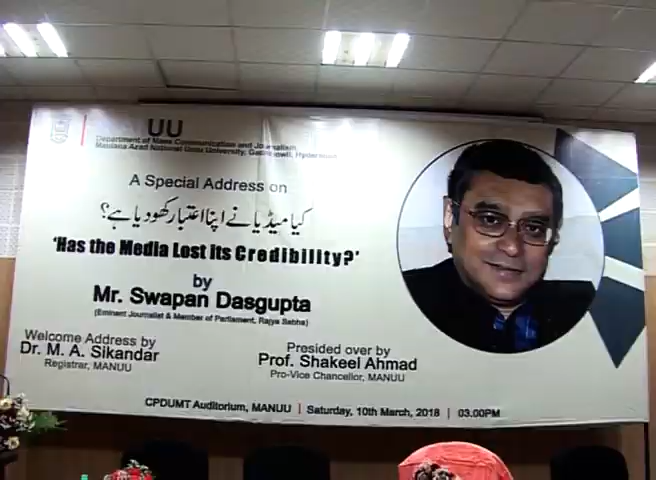 UU
Department of Mass Communication and Journalism
Maulana Azad National Urdu University, Gachibowli, Hyderabad
A Special Address on
کیا میڈیا نے اپنا اعتبار کھو دیا ہے؟
'Has the Media Lost its Credibility?'
by
Mr. Swapan Dasgupta
(Eminent Journalist & Member of Parliament, Rajya Sabha)
Welcome Address by
Dr. M. A. Sikandar
Registrar, MANUU
Presided over by
Prof. Shakeel Ahmad
Pro-Vice Chancellor, MANUU
CPDUMT Auditorium, MANUU | Saturday, 10th March, 2018 | 03.00PM